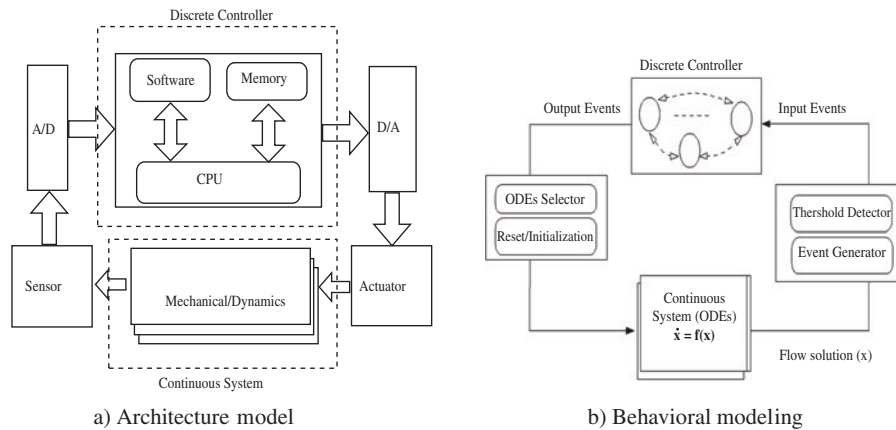 Discrete Controller
Software
Memory
A/D
D/A
CPU
Sensor
Mechanical/Dynamics
Actuator
Continuous System
a) Architecture model
Discrete Controller
Output Events
Input Events
ODEs Selector
Reset/Initialization
Thershold Detector
Event Generator
Continuous
System (ODEs)
ẋ = f(x)
Flow solution (x)
b) Behavioral modeling